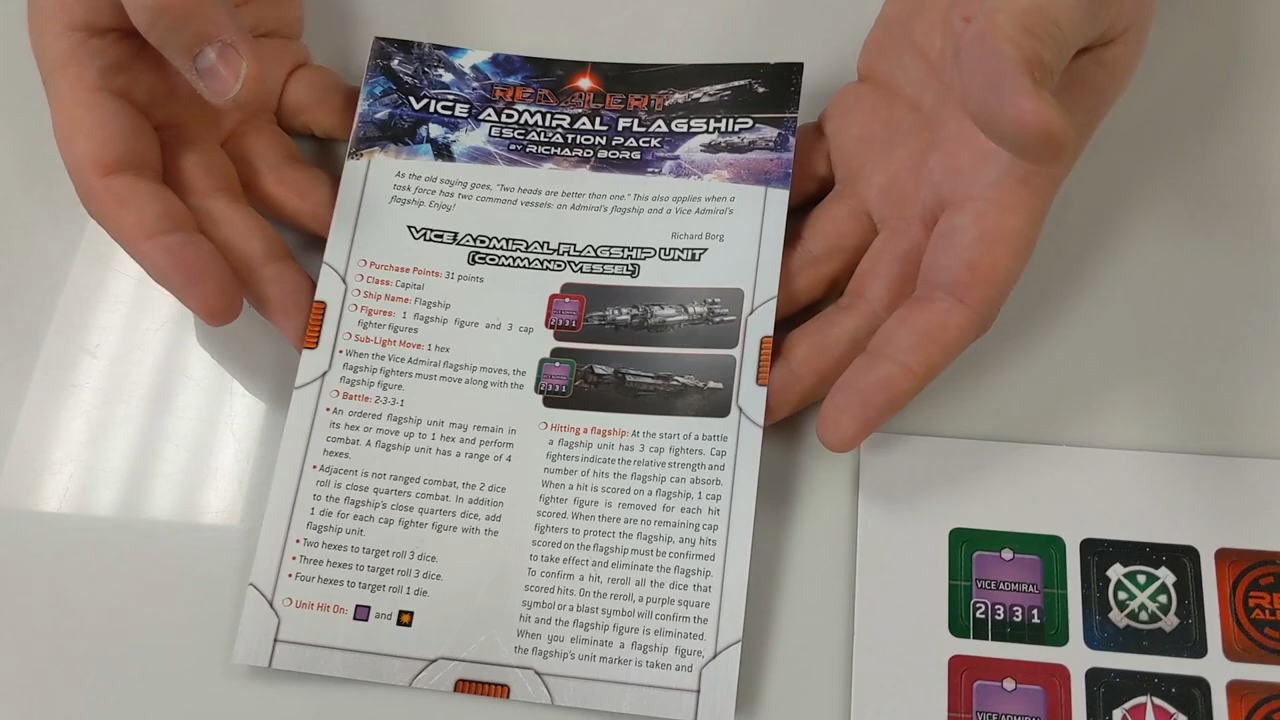 RED ALERT
VICE ADMIRAL FLAGSHIP
ESCALATION PACK
BY RICHARD BORG
As the old saying goes, "Two heads are better than one." This also applies when a
task force has two command vessels: an Admiral's flagship and a Vice Admiral's
flagship. Enjoy!
Richard Borg
VICE ADMIRAL FLAGSHIP UNIT
(COMMAND VESSEL)
Purchase Points: 31 points
Class: Capital
Ship Name: Flagship
Figures: 1 flagship figure and 3 cap
fighter figures
Sub-Light Move: 1 hex
• When the Vice Admiral flagship moves, the
flagship fighters must move along with the
flagship figure.
Battle: 2-3-3-1
• An ordered flagship unit may remain in
its hex or move up to 1 hex and perform
combat. A flagship unit has a range of 4
hexes.
• Adjacent is not ranged combat, the 2 dice
roll is close quarters combat. In addition
to the flagship's close quarters dice, add
1 die for each cap fighter figure with the
flagship unit.
• Two hexes to target roll 3 dice.
• Three hexes to target roll 3 dice.
• Four hexes to target roll 1 die.
Unit Hit On: and
VICE ADMIRAL
2 3 3 1
VICE ADMIRAL
2 3 3 1
Hitting a flagship: At the start of a battle
a flagship unit has 3 cap fighters. Cap
fighters indicate the relative strength and
number of hits the flagship can absorb.
When a hit is scored on a flagship, 1 cap
fighter figure is removed for each hit
scored. When there are no remaining cap
fighters to protect the flagship, any hits
scored on the flagship must be confirmed
to take effect and eliminate the flagship.
To confirm a hit, reroll all the dice that
scored hits. On the reroll, a purple square
symbol or a blast symbol will confirm the
hit and the flagship figure is eliminated.
When you eliminate a flagship figure,
the flagship's unit marker is taken and
VICE ADMIRAL
2 3 3 1
VICE ADMIRAL